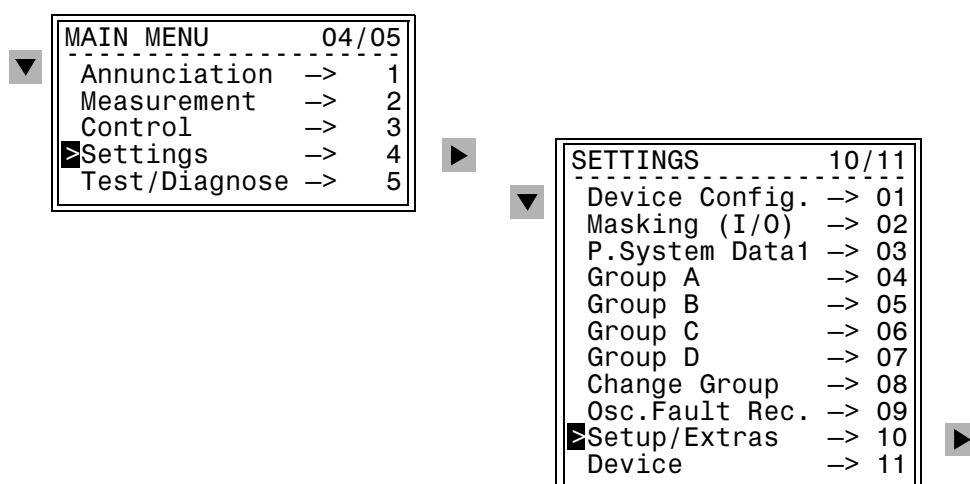 MAIN MENU 04/05
Annunciation —> 1
Measurement —> 2
Control —> 3
>Settings —> 4
Test/Diagnose —> 5
SETTINGS 10/11
Device Config. —> 01
Masking (I/O) —> 02
P.System Data1 —> 03
Group A —> 04
Group B —> 05
Group C —> 06
Group D —> 07
Change Group —> 08
Osc.Fault Rec. —> 09
>Setup/Extras —> 10
Device —> 11